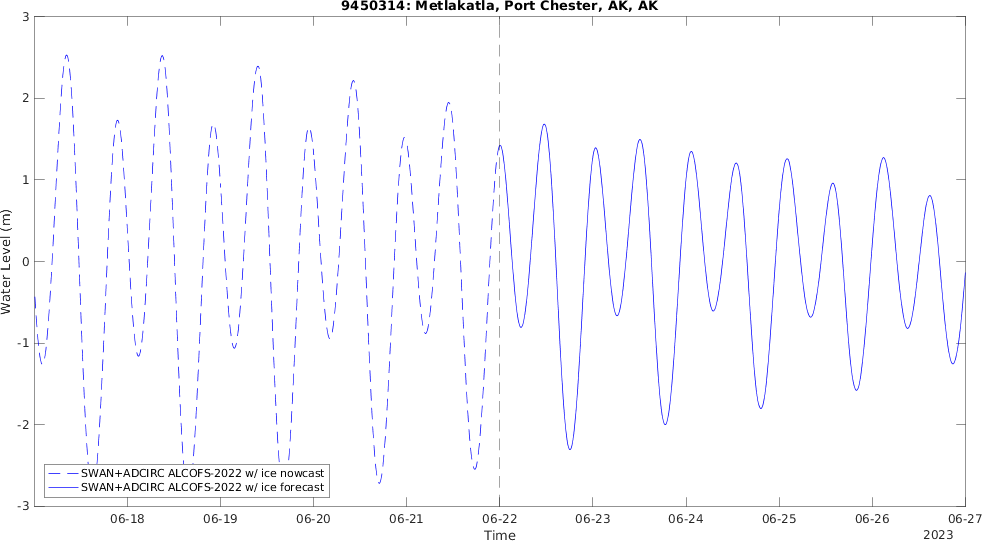 9450314: Metlakatla, Port Chester, AK, AK
3
2
1
0
-1
-2
-3
Water Level (m)
SWAN+ADCIRC ALCOFS-2022 w/ ice nowcast
SWAN+ADCIRC ALCOFS-2022 w/ ice forecast
06-18 06-19 06-20 06-21 06-22 06-23 06-24 06-25 06-26 06-27
Time
2023